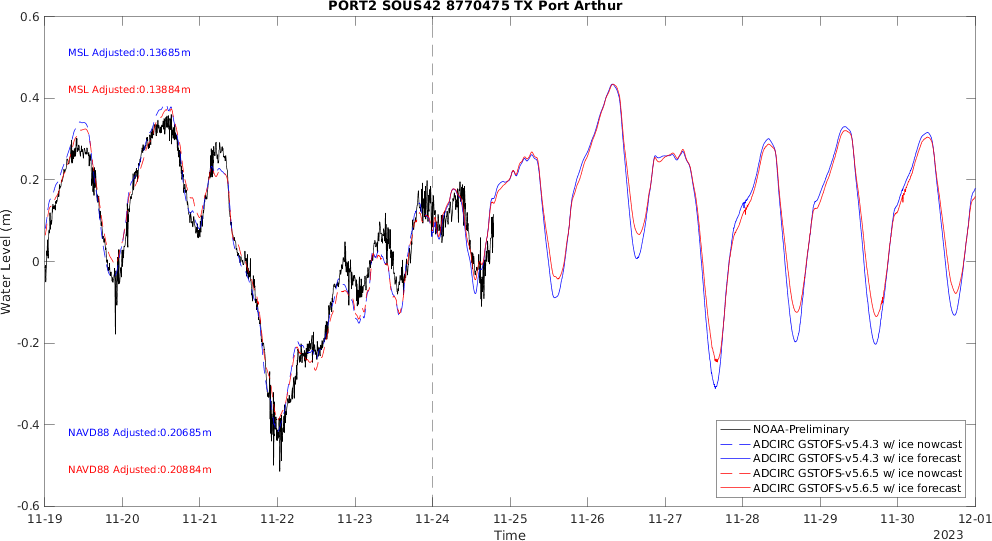 PORT2 SOUS42 8770475 TX Port Arthur
0.6
0.4
0.2
0
-0.2
-0.4
-0.6
Water Level (m)
MSL Adjusted:0.13685m
MSL Adjusted:0.13884m
NAVD88 Adjusted:0.20685m
NAVD88 Adjusted:0.20884m
NOAA-Preliminary
ADCIRC GSTOFS-v5.4.3 w/ ice nowcast
ADCIRC GSTOFS-v5.4.3 w/ ice forecast
ADCIRC GSTOFS-v5.6.5 w/ ice nowcast
ADCIRC GSTOFS-v5.6.5 w/ ice forecast
11-19 11-20 11-21 11-22 11-23 11-24 11-25 11-26 11-27 11-28 11-29 11-30 12-01
Time
2023